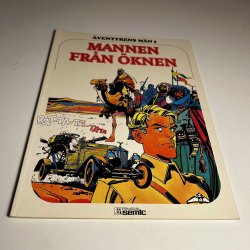 ÄVENTYRENS MÄN 1
MANNEN
FRÅN ÖKNEN
semic